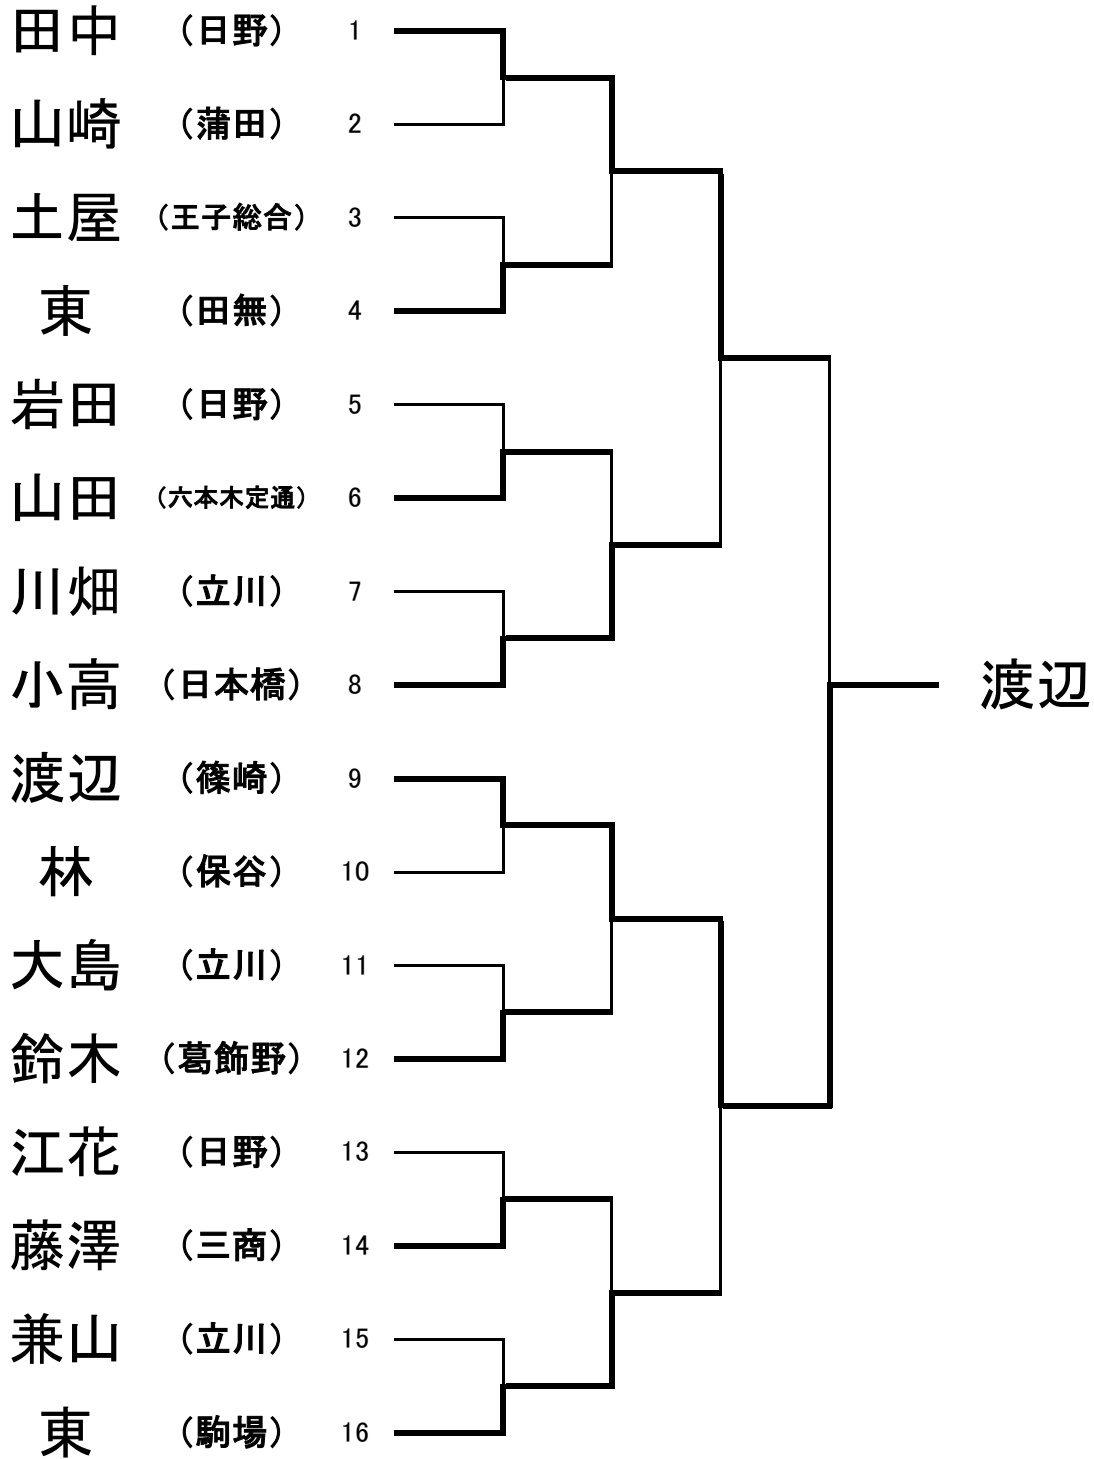 田中 （日野） 1
山崎 （蒲田） 2
土屋 （王子総合） 3
東 （田無） 4
岩田 （日野） 5
山田 （六本木定通） 6
川畑 （立川） 7
小高 （日本橋） 8
渡辺
渡辺 （篠崎） 9
林 （保谷） 10
大島 （立川） 11
鈴木 （葛飾野） 12
江花 （日野） 13
藤澤 （三商） 14
兼山 （立川） 15
東 （駒場） 16